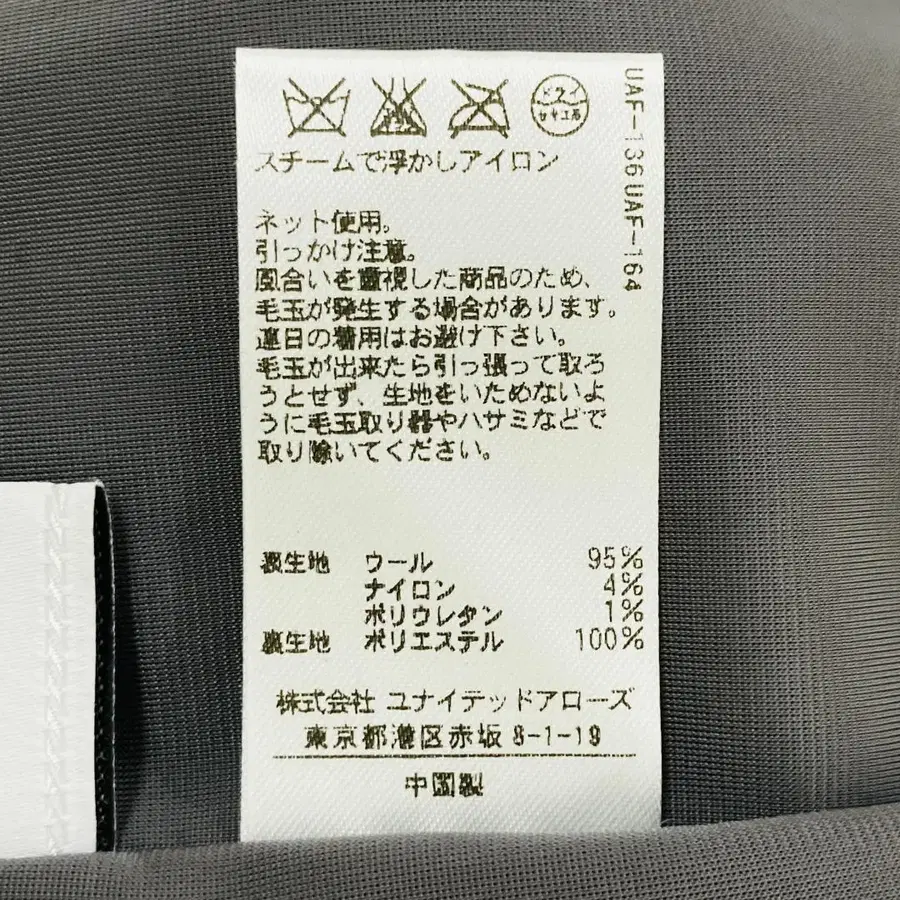 ドライ
セキユ系
スチームで浮かしアイロン
ネット使用。
引っかけ注意。
風合いを重視した商品のため、
毛玉が発生する場合があります。
連日の着用はお避け下さい。
毛玉が出来たら引っ張って取ろ
うとせず、生地をいためないよ
うに毛玉取り器やハサミなどで
取り除いてください。
表生地 ウール 95%
ナイロン 4%
ポリウレタン 1%
裏生地 ポリエステル 100%
株式会社 ユナイテッドアローズ
東京都港区赤坂 8-1-19
中国製
UAF-136UAF-164